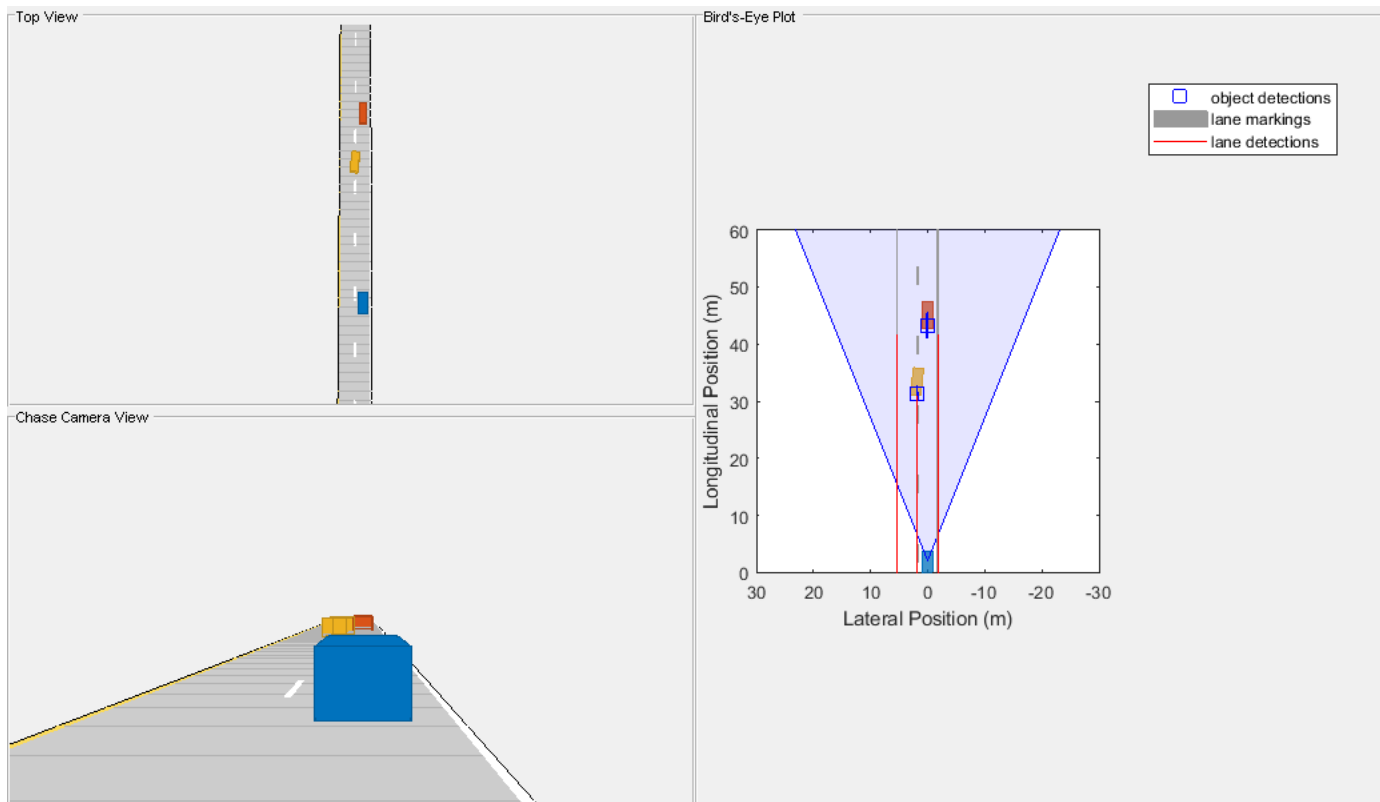 Top View
Chase Camera View
Bird's-Eye Plot
object detections
lane markings
lane detections
60
50
40
30
20
10
0
Longitudinal Position (m)
30 20 10 0 -10 -20 -30
Lateral Position (m)